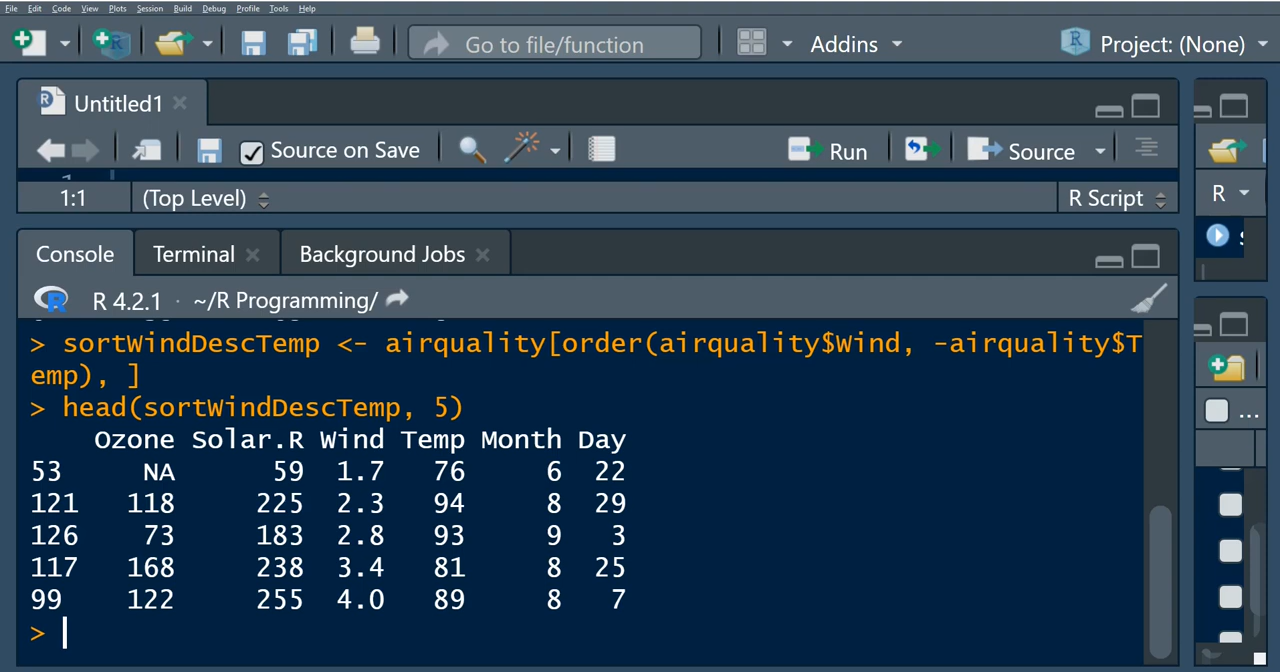 File Edit Code View Plots Session Build Debug Profile Tools Help
Go to file/function Addins Project: (None)
Untitled1
Source on Save Run Source
1:1 (Top Level) R Script
R
Console Terminal Background Jobs
R 4.2.1 · ~/R Programming/
> sortWindDescTemp <- airquality[order(airquality$Wind, -airquality$T
emp), ]
> head(sortWindDescTemp, 5)
Ozone Solar.R Wind Temp Month Day
53 NA 59 1.7 76 6 22
121 118 225 2.3 94 8 29
126 73 183 2.8 93 9 3
117 168 238 3.4 81 8 25
99 122 255 4.0 89 8 7
>
...